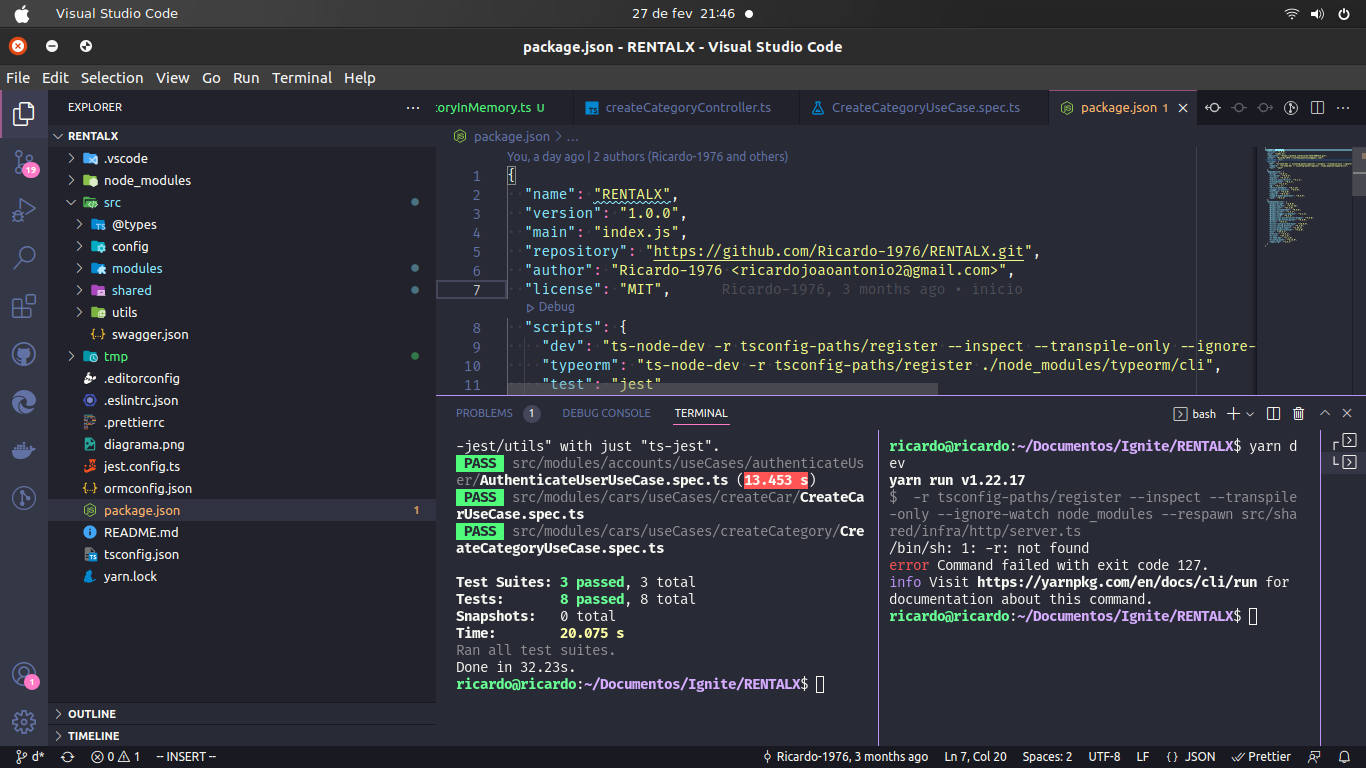 Visual Studio Code
27 de fev 21:46
package.json - RENTALX - Visual Studio Code
File Edit Selection View Go Run Terminal Help
EXPLORER
RENTALX
.vscode
node_modules
src
@types
config
modules
shared
utils
swagger.json
tmp
.editorconfig
.eslintrc.json
.prettierrc
diagrama.png
jest.config.ts
ormconfig.json
package.json 1
README.md
tsconfig.json
yarn.lock
OUTLINE
TIMELINE
19
1
oryInMemory.ts U
createCategoryController.ts
CreateCategoryUseCase.spec.ts
package.json 1
package.json > ...
You, a day ago | 2 authors (Ricardo-1976 and others)
1 {
2 "name": "RENTALX",
3 "version": "1.0.0",
4 "main": "index.js",
5 "repository": "https://github.com/Ricardo-1976/RENTALX.git",
6 "author": "Ricardo-1976 <ricardojoaoantonio2@gmail.com>",
7 "license": "MIT", Ricardo-1976, 3 months ago • inicio
Debug
8 "scripts": {
9 "dev": "ts-node-dev -r tsconfig-paths/register --inspect --transpile-only --ignore-
10 "typeorm": "ts-node-dev -r tsconfig-paths/register ./node_modules/typeorm/cli",
11 "test": "jest"
PROBLEMS 1 DEBUG CONSOLE TERMINAL
bash
-jest/utils" with just "ts-jest".
PASS src/modules/accounts/useCases/authenticateUs
er/AuthenticateUserUseCase.spec.ts (13.453 s)
PASS src/modules/cars/useCases/createCar/CreateCa
rUseCase.spec.ts
PASS src/modules/cars/useCases/createCategory/Cre
ateCategoryUseCase.spec.ts
Test Suites: 3 passed, 3 total
Tests: 8 passed, 8 total
Snapshots: 0 total
Time: 20.075 s
Ran all test suites.
Done in 32.23s.
ricardo@ricardo:~/Documentos/Ignite/RENTALX$
ricardo@ricardo:~/Documentos/Ignite/RENTALX$ yarn d
ev
yarn run v1.22.17
$  -r tsconfig-paths/register --inspect --transpile
-only --ignore-watch node_modules --respawn src/sha
red/infra/http/server.ts
/bin/sh: 1: -r: not found
error Command failed with exit code 127.
info Visit https://yarnpkg.com/en/docs/cli/run for
documentation about this command.
ricardo@ricardo:~/Documentos/Ignite/RENTALX$
d* 0 1 -- INSERT -- Ricardo-1976, 3 months ago Ln 7, Col 20 Spaces: 2 UTF-8 LF { } JSON Prettier